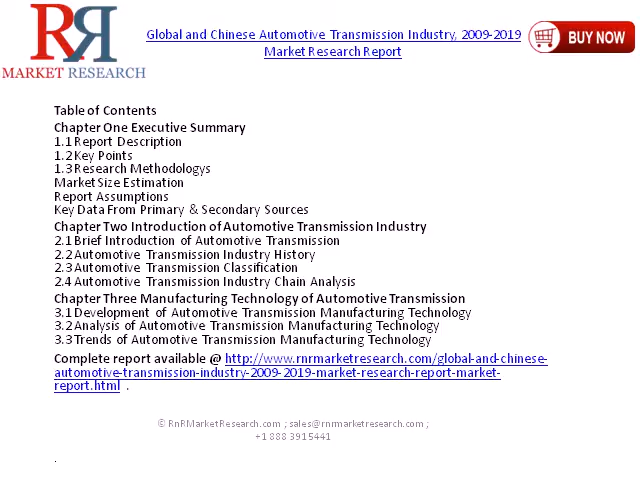 RR
MARKET RESEARCH
Global and Chinese Automotive Transmission Industry, 2009-2019
Market Research Report
BUY NOW
Table of Contents
Chapter One Executive Summary
1.1 Report Description
1.2 Key Points
1.3 Research Methodologys
Market Size Estimation
Report Assumptions
Key Data From Primary & Secondary Sources
Chapter Two Introduction of Automotive Transmission Industry
2.1 Brief Introduction of Automotive Transmission
2.2 Automotive Transmission Industry History
2.3 Automotive Transmission Classification
2.4 Automotive Transmission Industry Chain Analysis
Chapter Three Manufacturing Technology of Automotive Transmission
3.1 Development of Automotive Transmission Manufacturing Technology
3.2 Analysis of Automotive Transmission Manufacturing Technology
3.3 Trends of Automotive Transmission Manufacturing Technology
Complete report available @ http://www.rnrmarketresearch.com/global-and-chinese-
automotive-transmission-industry-2009-2019-market-research-report-market-
report.html .
© RnRMarketResearch.com ; sales@rnrmarketresearch.com ;
+1 888 391 5441
.